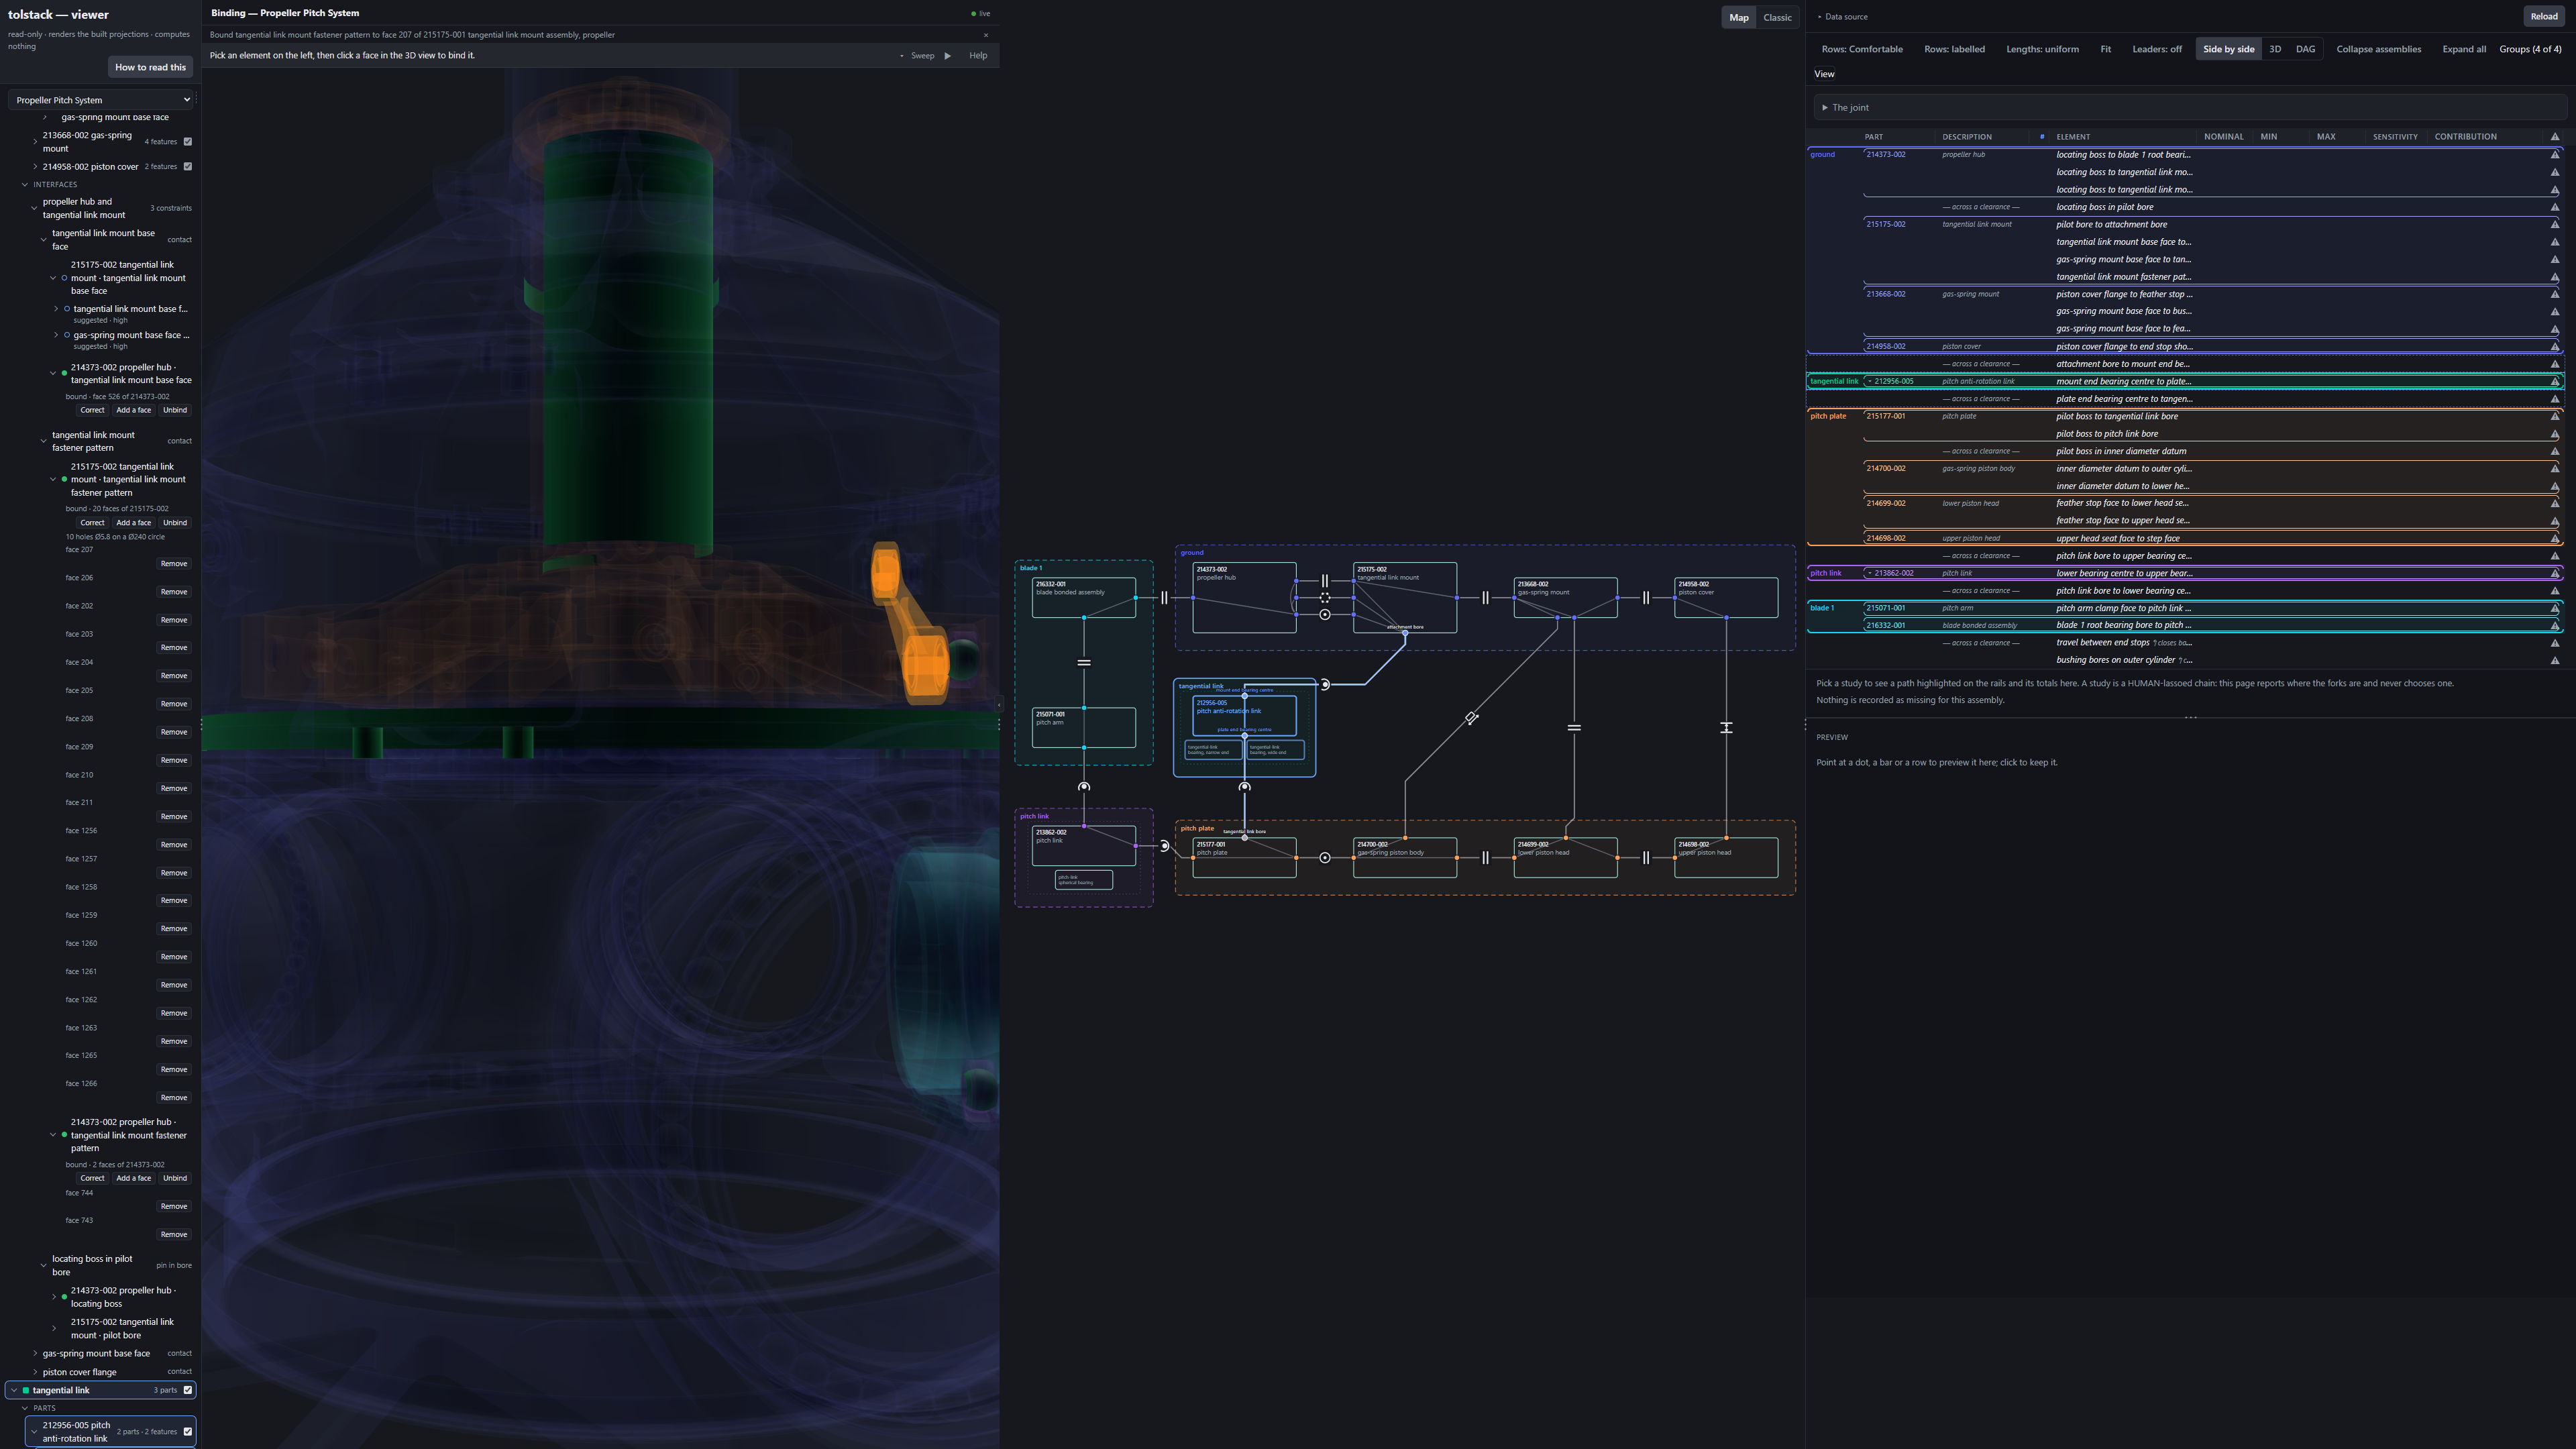 tolstack — viewer
read-only · renders the built projections · computes
nothing
How to read this
Propeller Pitch System
gas-spring mount base face
213668-002 gas-spring
mount
4 features
214958-002 piston cover 2 features
INTERFACES
propeller hub and
tangential link mount
3 constraints
tangential link mount base
face
contact
215175-002 tangential link
mount · tangential link mount
base face
tangential link mount base f...
suggested · high
gas-spring mount base face ...
suggested · high
214373-002 propeller hub ·
tangential link mount base face
bound · face 526 of 214373-002
Correct Add a face Unbind
tangential link mount
fastener pattern
contact
215175-002 tangential link
mount · tangential link mount
fastener pattern
bound · 20 faces of 215175-002
Correct Add a face Unbind
10 holes Ø5.8 on a Ø240 circle
face 207
Remove
face 206
Remove
face 202
Remove
face 203
Remove
face 204
Remove
face 205
Remove
face 208
Remove
face 209
Remove
face 210
Remove
face 211
Remove
face 1256
Remove
face 1257
Remove
face 1258
Remove
face 1259
Remove
face 1260
Remove
face 1261
Remove
face 1262
Remove
face 1263
Remove
face 1265
Remove
face 1266
Remove
214373-002 propeller hub ·
tangential link mount fastener
pattern
bound · 2 faces of 214373-002
Correct Add a face Unbind
face 744
Remove
face 743
Remove
locating boss in pilot
bore
pin in bore
214373-002 propeller hub ·
locating boss
215175-002 tangential link
mount · pilot bore
gas-spring mount base face contact
piston cover flange contact
tangential link 3 parts
PARTS
212956-005 pitch
anti-rotation link
2 parts · 2 features
Binding — Propeller Pitch System
live
Bound tangential link mount fastener pattern to face 207 of 215175-001 tangential link mount assembly, propeller
×
Pick an element on the left, then click a face in the 3D view to bind it.
Sweep
Help
Map Classic
ground
214373-002
propeller hub
215175-002
tangential link mount
attachment bore
213668-002
gas-spring mount
214958-002
piston cover
blade 1
216332-001
blade bonded assembly
215071-001
pitch arm
tangential link
mount end bearing centre
212956-005
pitch anti-rotation link
plate end bearing centre
tangential link
bearing, narrow end
tangential link
bearing, wide end
pitch link
213862-002
pitch link
pitch link
spherical bearing
pitch plate
tangential link bore
215177-001
pitch plate
214700-002
gas-spring piston body
214699-002
lower piston head
214698-002
upper piston head
Data source
Reload
Rows: Comfortable Rows: labelled Lengths: uniform Fit Leaders: off Side by side 3D DAG Collapse assemblies Expand all Groups (4 of 4)
View
The joint
PART DESCRIPTION # ELEMENT NOMINAL MIN MAX SENSITIVITY CONTRIBUTION
ground 214373-002 propeller hub locating boss to blade 1 root beari...
locating boss to tangential link mo...
locating boss to tangential link mo...
— across a clearance — locating boss in pilot bore
215175-002 tangential link mount pilot bore to attachment bore
tangential link mount base face to...
gas-spring mount base face to tan...
tangential link mount fastener pat...
213668-002 gas-spring mount piston cover flange to feather stop ...
gas-spring mount base face to bus...
gas-spring mount base face to fea...
214958-002 piston cover piston cover flange to end stop sho...
— across a clearance — attachment bore to mount end be...
tangential link 212956-005 pitch anti-rotation link mount end bearing centre to plate...
— across a clearance — plate end bearing centre to tangen...
pitch plate 215177-001 pitch plate pilot boss to tangential link bore
pilot boss to pitch link bore
— across a clearance — pilot boss in inner diameter datum
214700-002 gas-spring piston body inner diameter datum to outer cyli...
inner diameter datum to lower he...
214699-002 lower piston head feather stop face to lower head se...
feather stop face to upper head se...
214698-002 upper piston head upper head seat face to step face
— across a clearance — pitch link bore to upper bearing ce...
pitch link 213862-002 pitch link lower bearing centre to upper bear...
— across a clearance — pitch link bore to lower bearing ce...
blade 1 215071-001 pitch arm pitch arm clamp face to pitch link ...
216332-001 blade bonded assembly blade 1 root bearing bore to pitch ...
— across a clearance — travel between end stops closes ba...
bushing bores on outer cylinder
Pick a study to see a path highlighted on the rails and its totals here. A study is a HUMAN-lassoed chain: this page reports where the forks are and never chooses one.
Nothing is recorded as missing for this assembly.
PREVIEW
Point at a dot, a bar or a row to preview it here; click to keep it.